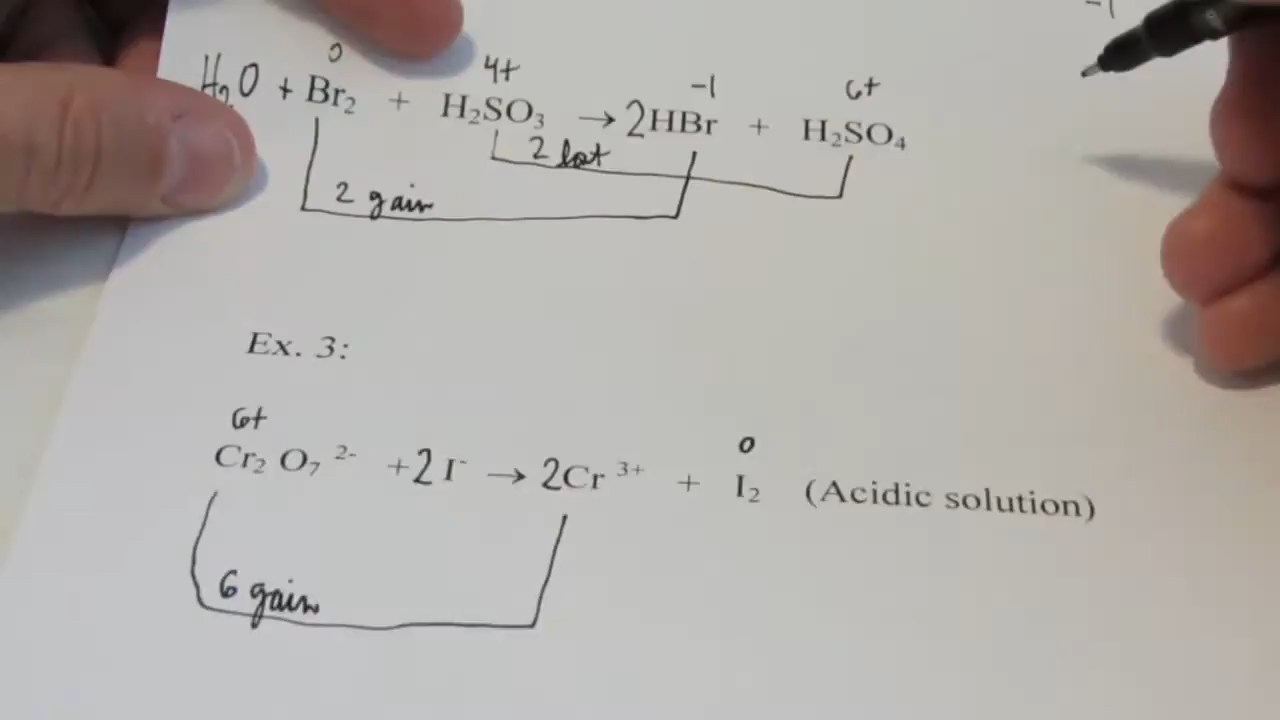 -1
0 4+ -1 6+
H₂O + Br₂ + H₂SO₃ → 2HBr + H₂SO₄
2 lost
2 gain
Ex. 3:
6+ 0
Cr₂ O₇ ²⁻ +2 I⁻ → 2Cr ³⁺ + I₂ (Acidic solution)
6 gain